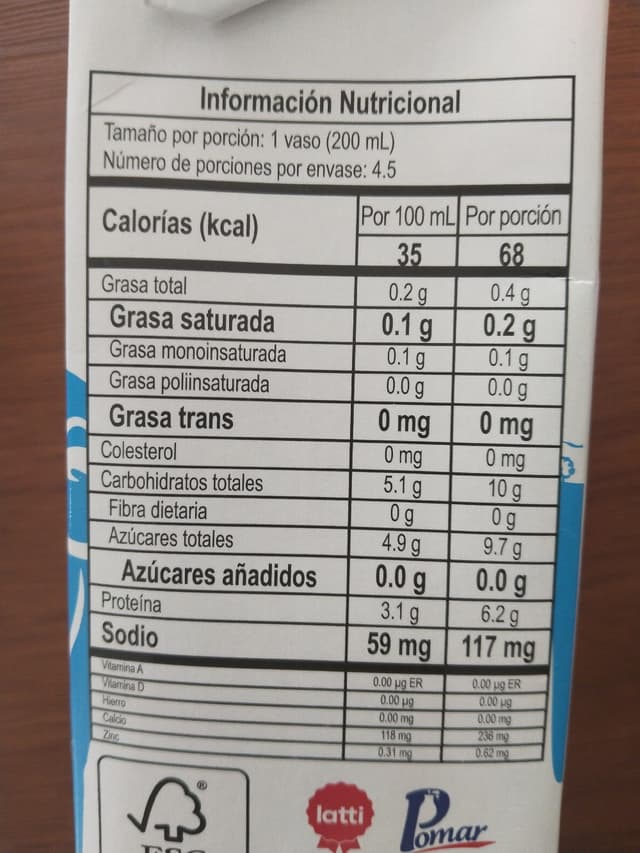 Información Nutricional
Tamaño por porción: 1 vaso (200 mL)
Número de porciones por envase: 4.5
Calorías (kcal) Por 100 mL Por porción
35 68
Grasa total 0.2 g 0.4 g
Grasa saturada 0.1 g 0.2 g
Grasa monoinsaturada 0.1 g 0.1 g
Grasa poliinsaturada 0.0 g 0.0 g
Grasa trans 0 mg 0 mg
Colesterol 0 mg 0 mg
Carbohidratos totales 5.1 g 10 g
Fibra dietaria 0 g 0 g
Azúcares totales 4.9 g 9.7 g
Azúcares añadidos 0.0 g 0.0 g
Proteína 3.1 g 6.2 g
Sodio 59 mg 117 mg
Vitamina A 0.00 µg ER 0.00 µg ER
Vitamina D 0.00 µg 0.00 µg
Hierro 0.00 mg 0.00 mg
Calcio 118 mg 236 mg
Zinc 0.31 mg 0.62 mg
®
FSC latti Pomar